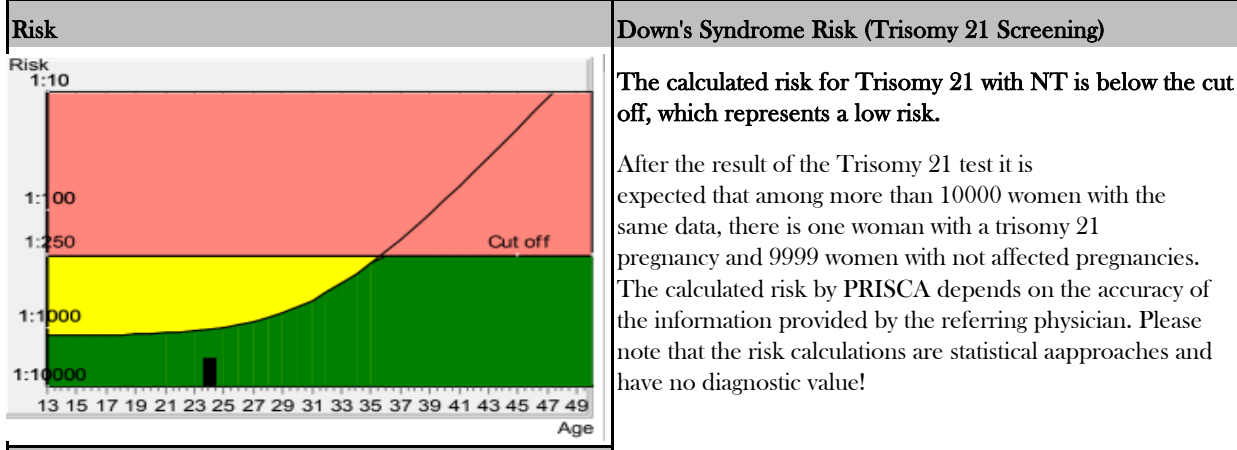 Risk
Down's Syndrome Risk (Trisomy 21 Screening)
Risk
1:10
1:100
1:250
Cut off
1:1000
1:10000
13 15 17 19 21 23 25 27 29 31 33 35 37 39 41 43 45 47 49
Age
The calculated risk for Trisomy 21 with NT is below the cut
off, which represents a low risk.
After the result of the Trisomy 21 test it is
expected that among more than 10000 women with the
same data, there is one woman with a trisomy 21
pregnancy and 9999 women with not affected pregnancies.
The calculated risk by PRISCA depends on the accuracy of
the information provided by the referring physician. Please
note that the risk calculations are statistical aapproaches and
have no diagnostic value!